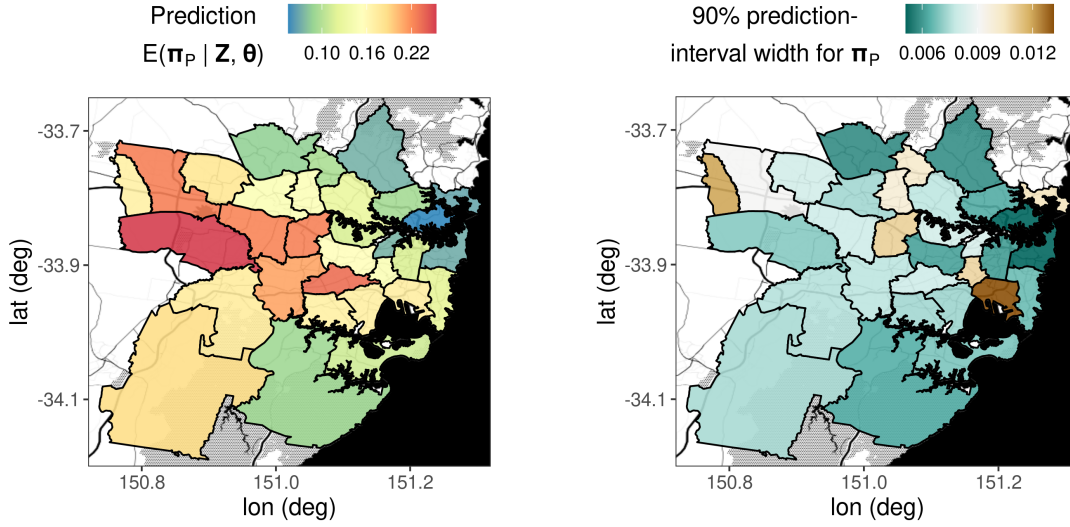 Prediction
E(π_P | Z, θ)
0.10 0.16 0.22
90% prediction-
interval width for π_P
0.006 0.009 0.012
-33.7
-33.9
-34.1
lat (deg)
150.8 151.0 151.2
lon (deg)
-33.7
-33.9
-34.1
lat (deg)
150.8 151.0 151.2
lon (deg)